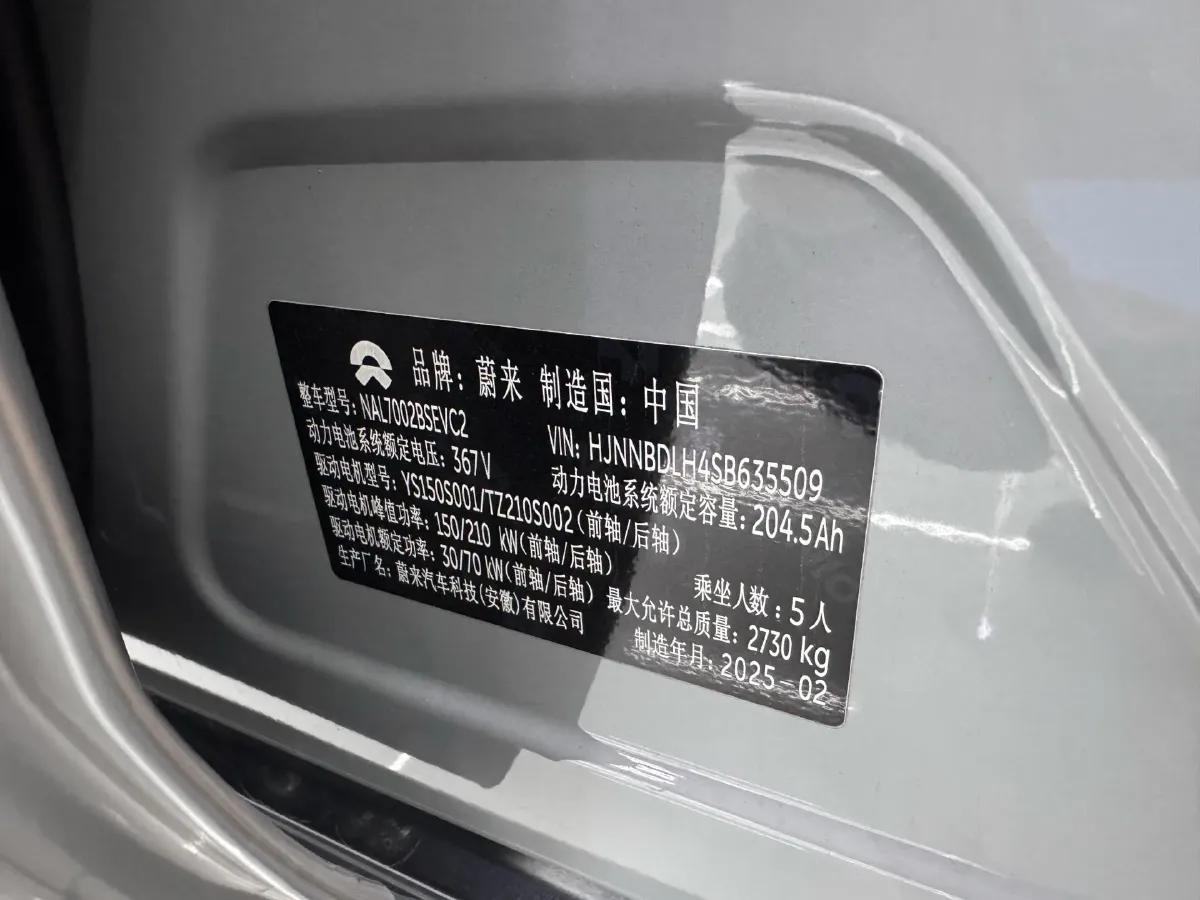 品牌：蔚来 制造国：中国
整车型号：NAL7002BSEVC2 VIN：HJNNBDLH4SB635509
动力电池系统额定电压：367V 动力电池系统额定容量：204.5Ah
驱动电机型号：YS150S001/TZ210S002(前轴/后轴)
驱动电机峰值功率：150/210 kW(前轴/后轴) 乘坐人数：5人
驱动电机额定功率：30/70 kW(前轴/后轴) 最大允许总质量：2730 kg
生产厂名：蔚来汽车科技(安徽)有限公司 制造年月：2025-02